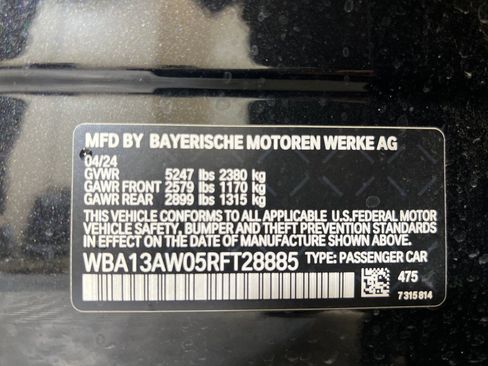 MFD BY BAYERISCHE MOTOREN WERKE AG
04/24
GVWR 5247 lbs 2380 kg
GAWR FRONT 2579 lbs 1170 kg
GAWR REAR 2899 lbs 1315 kg
THIS VEHICLE CONFORMS TO ALL APPLICABLE U.S.FEDERAL MOTOR
VEHICLE SAFETY, BUMPER, AND THEFT PREVENTION STANDARDS
IN EFFECT ON THE DATE OF MANUFACTURE SHOWN ABOVE.
WBA13AW05RFT28885 TYPE: PASSENGER CAR
475
7 315 814